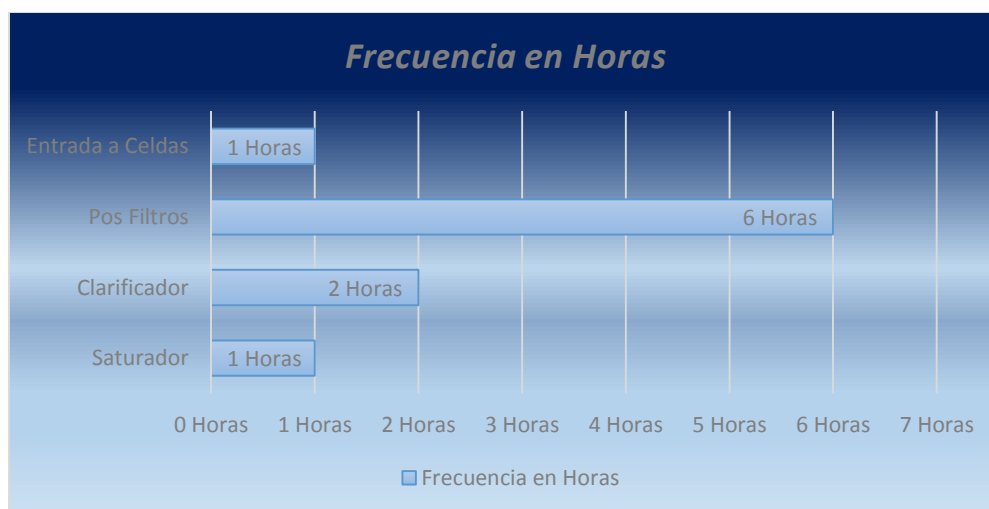 Frecuencia en Horas
Entrada a Celdas
1 Horas
Pos Filtros
6 Horas
Clarificador
2 Horas
Saturador
1 Horas
0 Horas 1 Horas 2 Horas 3 Horas 4 Horas 5 Horas 6 Horas 7 Horas
Frecuencia en Horas